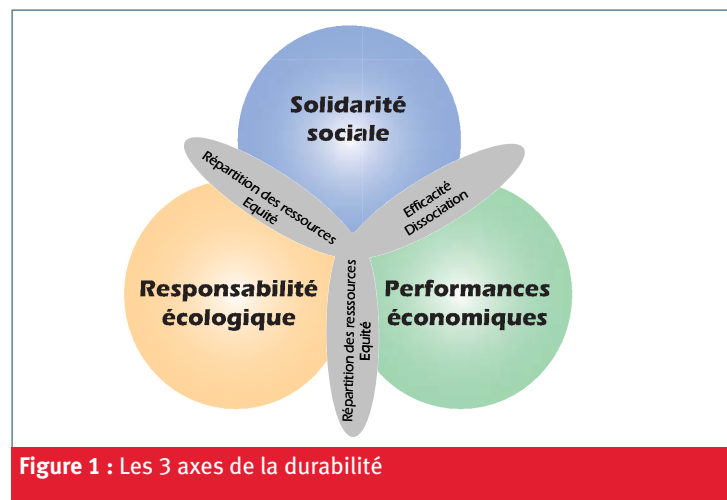 Solidarité
sociale
Répartition des ressources
Equité
Efficacité
Dissociation
Responsabilité
écologique
Répartition des resssources
Equité
Performances
économiques
Figure 1 : Les 3 axes de la durabilité